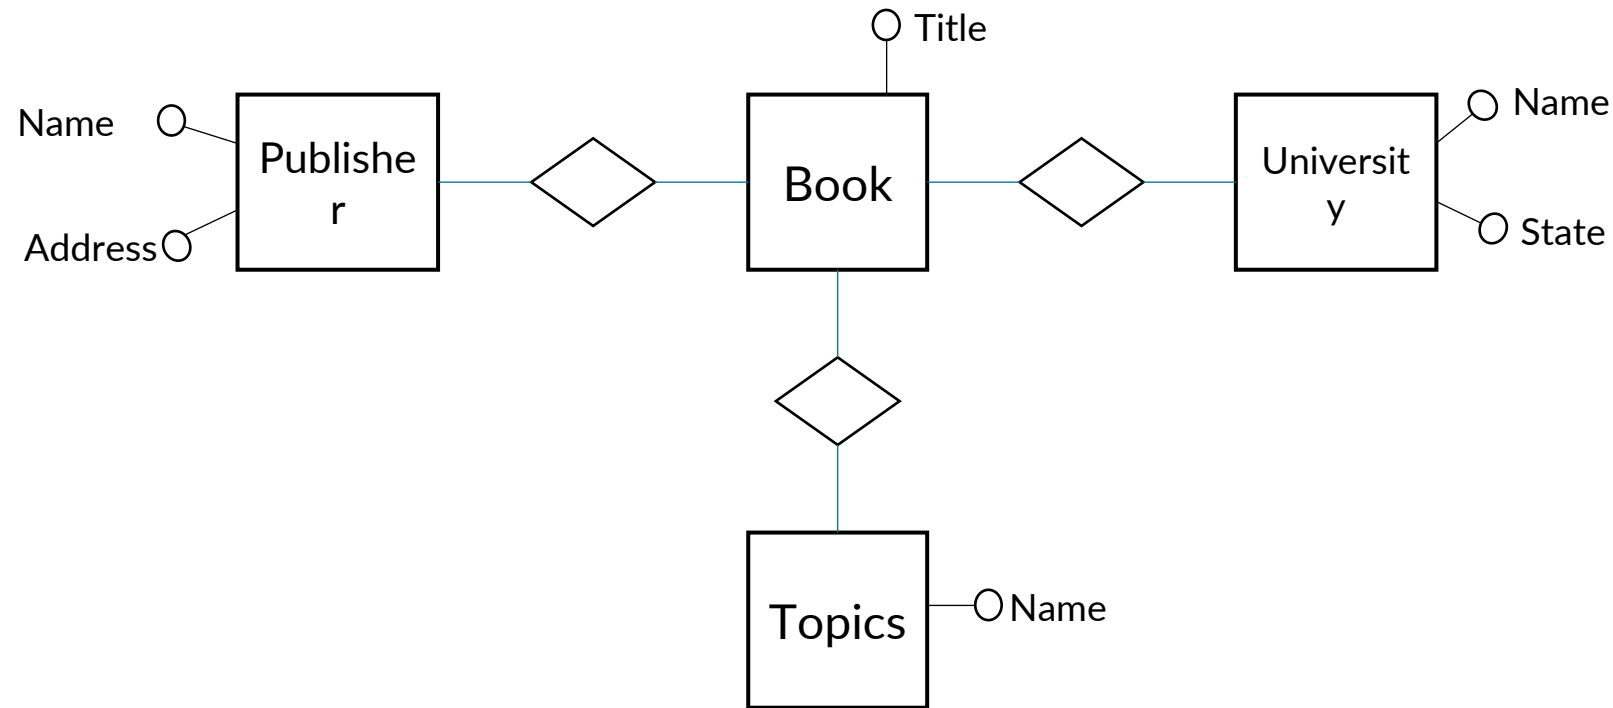 Title
Name
Publishe
r
Address
Book
Universit
y
Name
State
Topics
Name